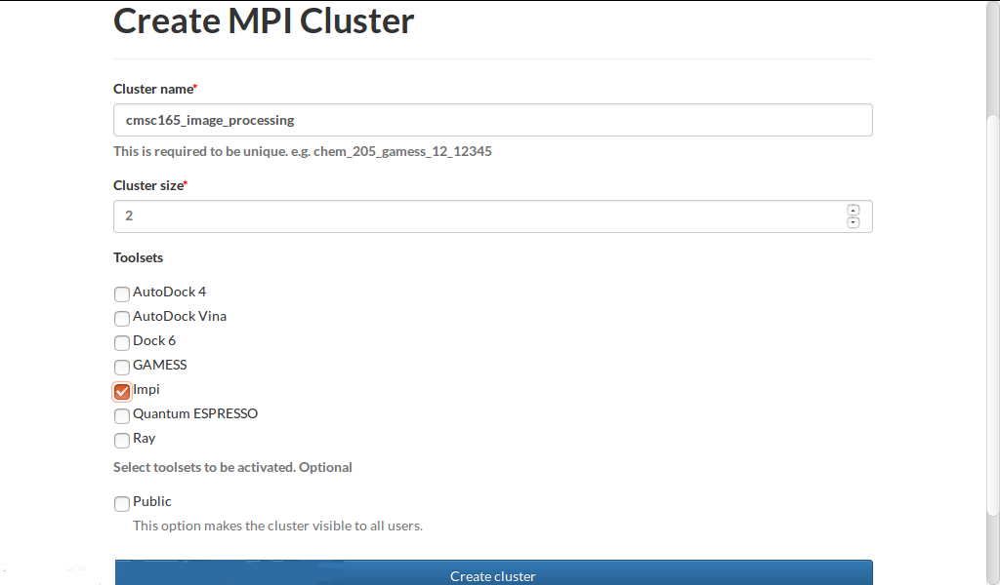 Create MPI Cluster
Cluster name*
cmsc165_image_processing
This is required to be unique. e.g. chem_205_gamess_12_12345
Cluster size*
2
Toolsets
AutoDock 4
AutoDock Vina
Dock 6
GAMESS
Impi
Quantum ESPRESSO
Ray
Select toolsets to be activated. Optional
Public
This option makes the cluster visible to all users.
Create cluster